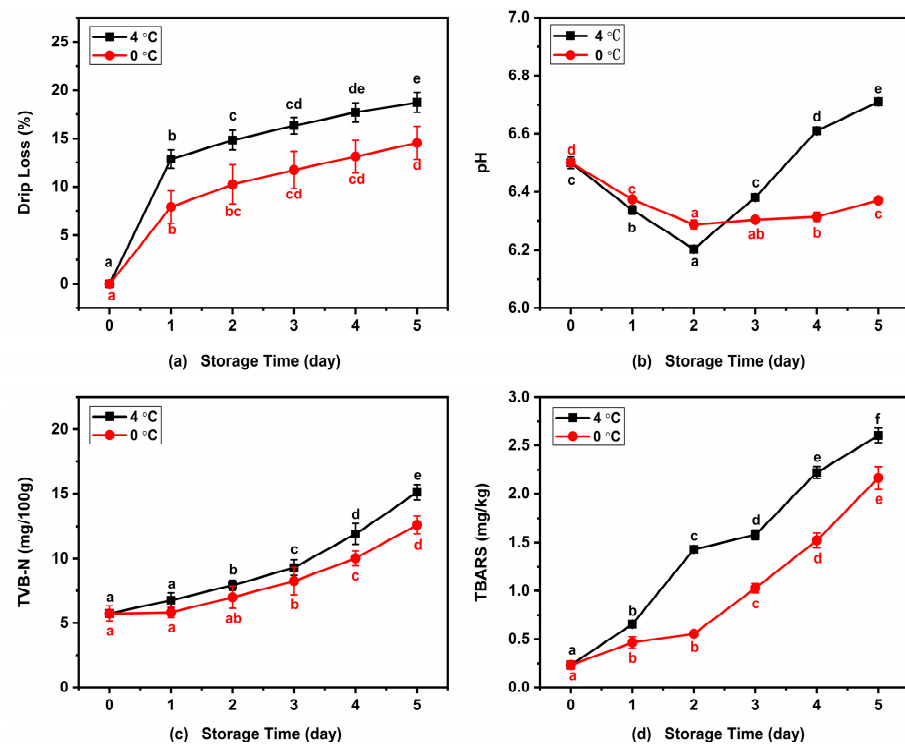 4 °C
0 °C
Drip Loss (%)
25
20
15
10
5
0
a
b
c
cd
de
e
a
b
bc
cd
cd
d
0 1 2 3 4 5
(a) Storage Time (day)
4 °C
0 °C
pH
7.0
6.8
6.6
6.4
6.2
6.0
d
c
a
c
d
e
c
b
a
ab
b
c
0 1 2 3 4 5
(b) Storage Time (day)
4 °C
0 °C
TVB-N (mg/100g)
20
15
10
5
0
a
a
b
c
d
e
a
a
ab
b
c
d
0 1 2 3 4 5
(c) Storage Time (day)
4 °C
0 °C
TBARS (mg/kg)
3.0
2.5
2.0
1.5
1.0
0.5
0.0
a
b
c
d
e
f
a
b
b
c
d
e
0 1 2 3 4 5
(d) Storage Time (day)